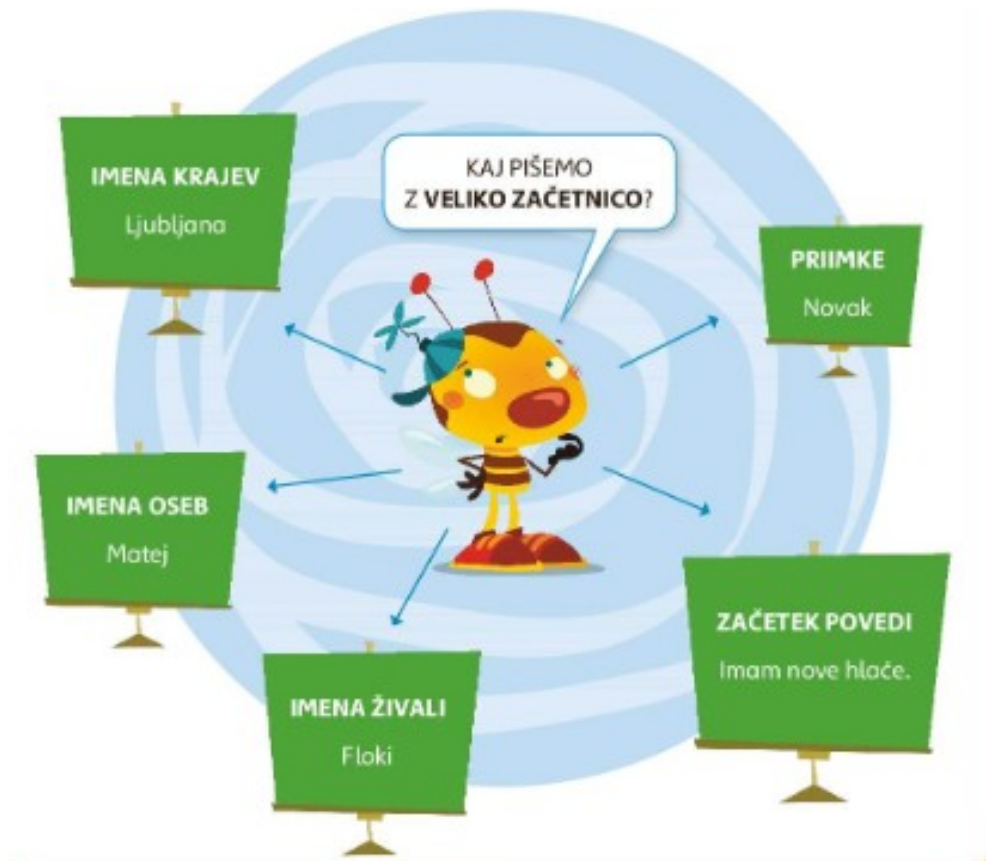 KAJ PIŠEMO
Z VELIKO ZAČETNICO?
IMENA KRAJEV
Ljubljana
PRIIMKE
Novak
IMENA OSEB
Matej
ZAČETEK POVEDI
Imam nove hlače.
IMENA ŽIVALI
Floki